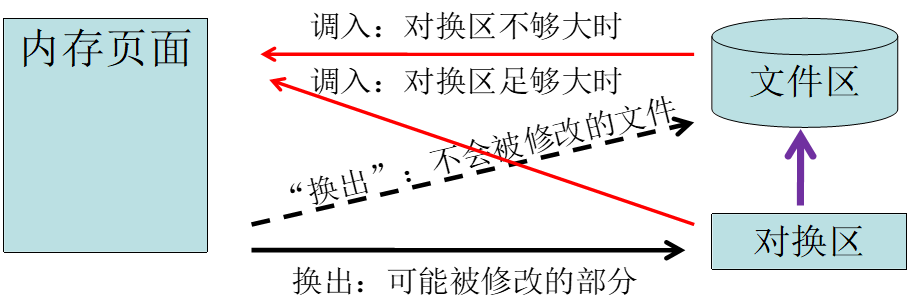 内存页面
调入：对换区不够大时
调入：对换区足够大时
文件区
“换出”：不会被修改的文件
对换区
换出：可能被修改的部分